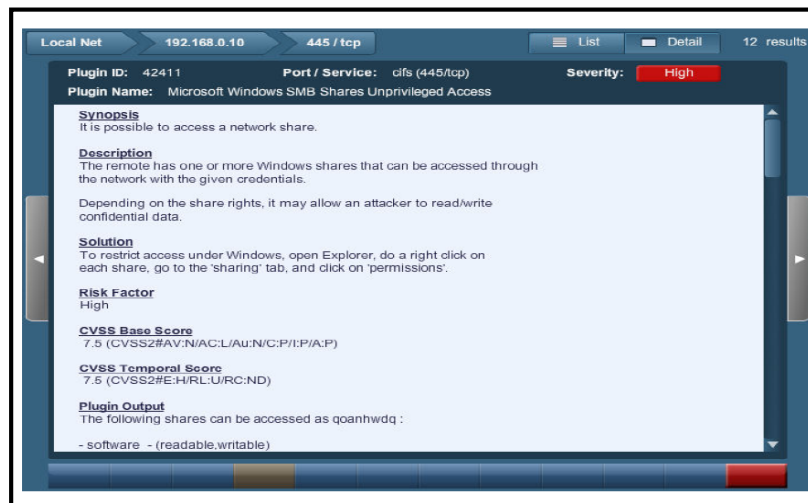 Local Net 192.168.0.10 445 / tcp List Detail 12 results
Plugin ID: 42411 Port / Service: cifs (445/tcp) Severity: High
Plugin Name: Microsoft Windows SMB Shares Unprivileged Access
Synopsis
It is possible to access a network share.
Description
The remote has one or more Windows shares that can be accessed through
the network with the given credentials.
Depending on the share rights, it may allow an attacker to read/write
confidential data.
Solution
To restrict access under Windows, open Explorer, do a right click on
each share, go to the 'sharing' tab, and click on 'permissions'.
Risk Factor
High
CVSS Base Score
7.5 (CVSS2#AV:N/AC:L/Au:N/C:P/I:P/A:P)
CVSS Temporal Score
7.5 (CVSS2#E:H/RL:U/RC:ND)
Plugin Output
The following shares can be accessed as qoanhwdq :
- software - (readable,writable)